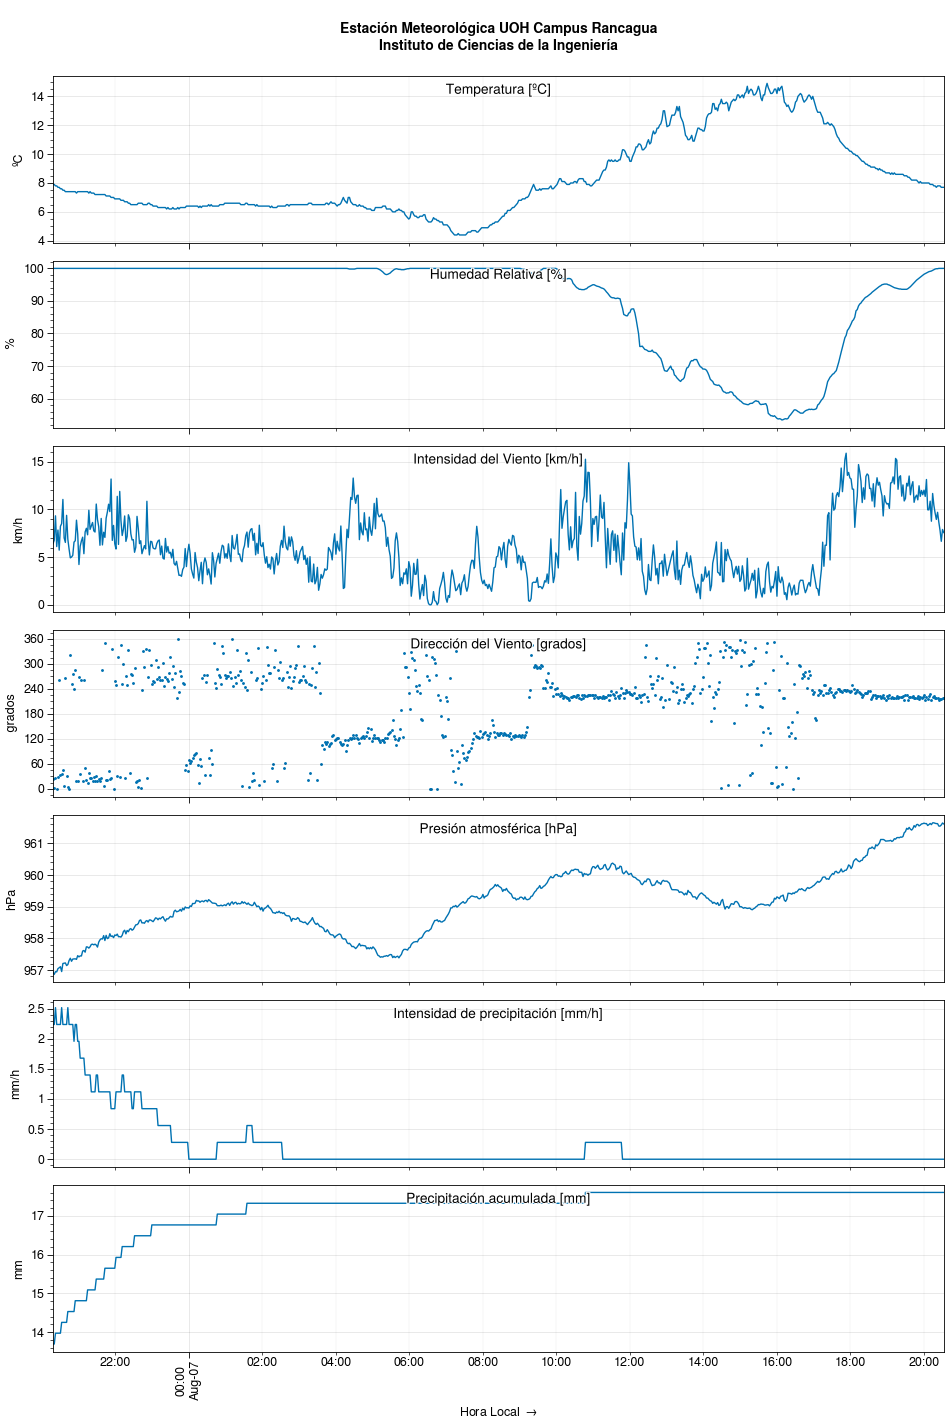 Estación Meteorológica UOH Campus Rancagua
Instituto de Ciencias de la Ingeniería
Temperatura [ºC]
ºC
14
12
10
8
6
4
Humedad Relativa [%]
%
100
90
80
70
60
Intensidad del Viento [km/h]
km/h
15
10
5
0
Dirección del Viento [grados]
grados
360
300
240
180
120
60
0
Presión atmosférica [hPa]
hPa
961
960
959
958
957
Intensidad de precipitación [mm/h]
mm/h
2.5
2
1.5
1
0.5
0
Precipitación acumulada [mm]
mm
17
16
15
14
22:00
00:00
Aug-07
02:00
04:00
06:00
08:00
10:00
12:00
14:00
16:00
18:00
20:00
Hora Local →